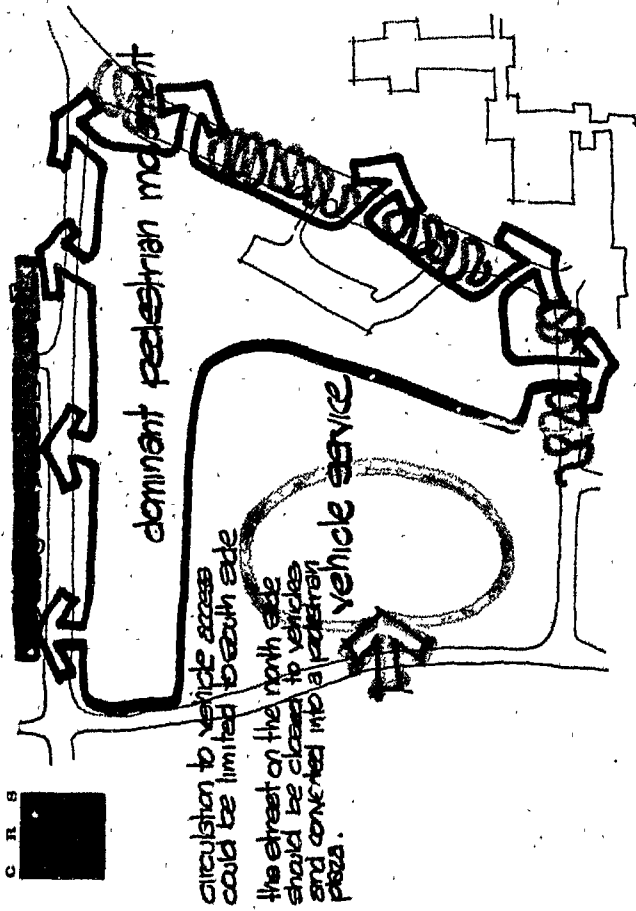 C R S
dominant pedestrian movement
circulation to vehicle access
could be limited to south side
the street on the north side
should be closed to vehicles
and converted into a pedestrian
plaza.
vehicle service